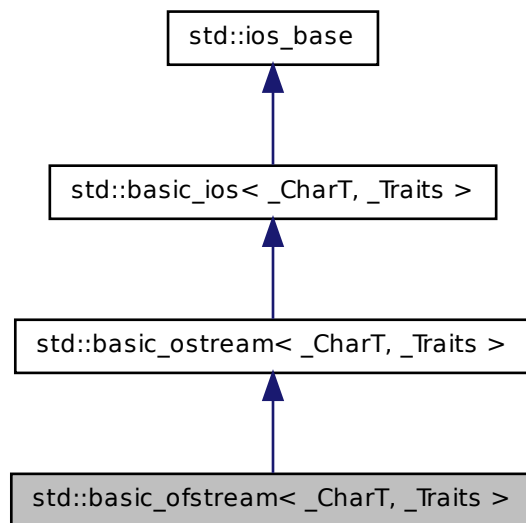 std::ios_base
std::basic_ios< _CharT, _Traits >
std::basic_ostream< _CharT, _Traits >
std::basic_ofstream< _CharT, _Traits >